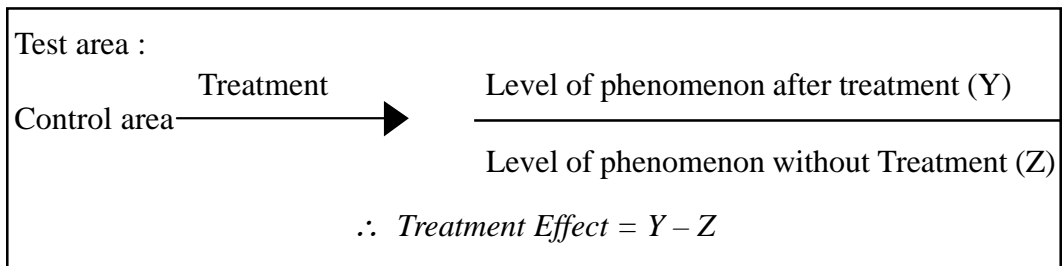 Test area :
Treatment
Level of phenomenon after treatment (Y)
Control area
Level of phenomenon without Treatment (Z)
∴ Treatment Effect = Y – Z